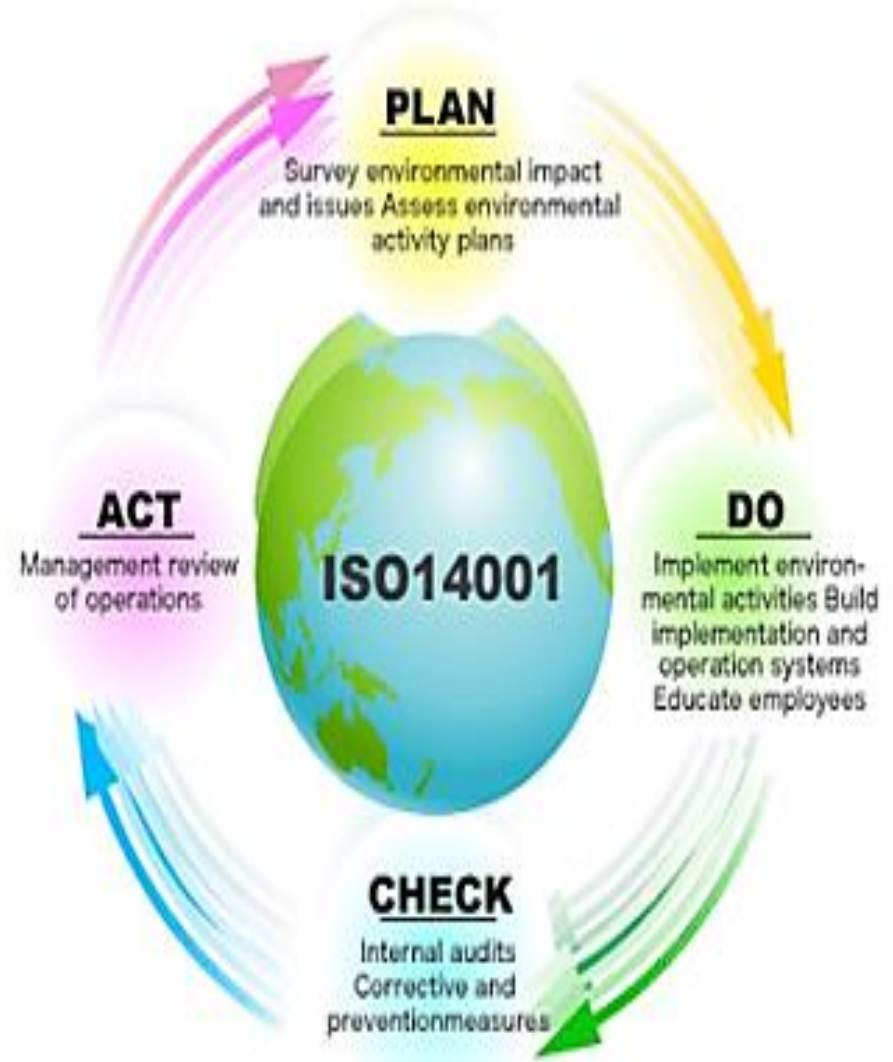 PLAN
Survey environmental impact
and issues Assess environmental
activity plans
DO
Implement environ-
mental activities Build
implementation and
operation systems
Educate employees
CHECK
Internal audits
Corrective and
preventionmeasures
ACT
Management review
of operations
ISO14001